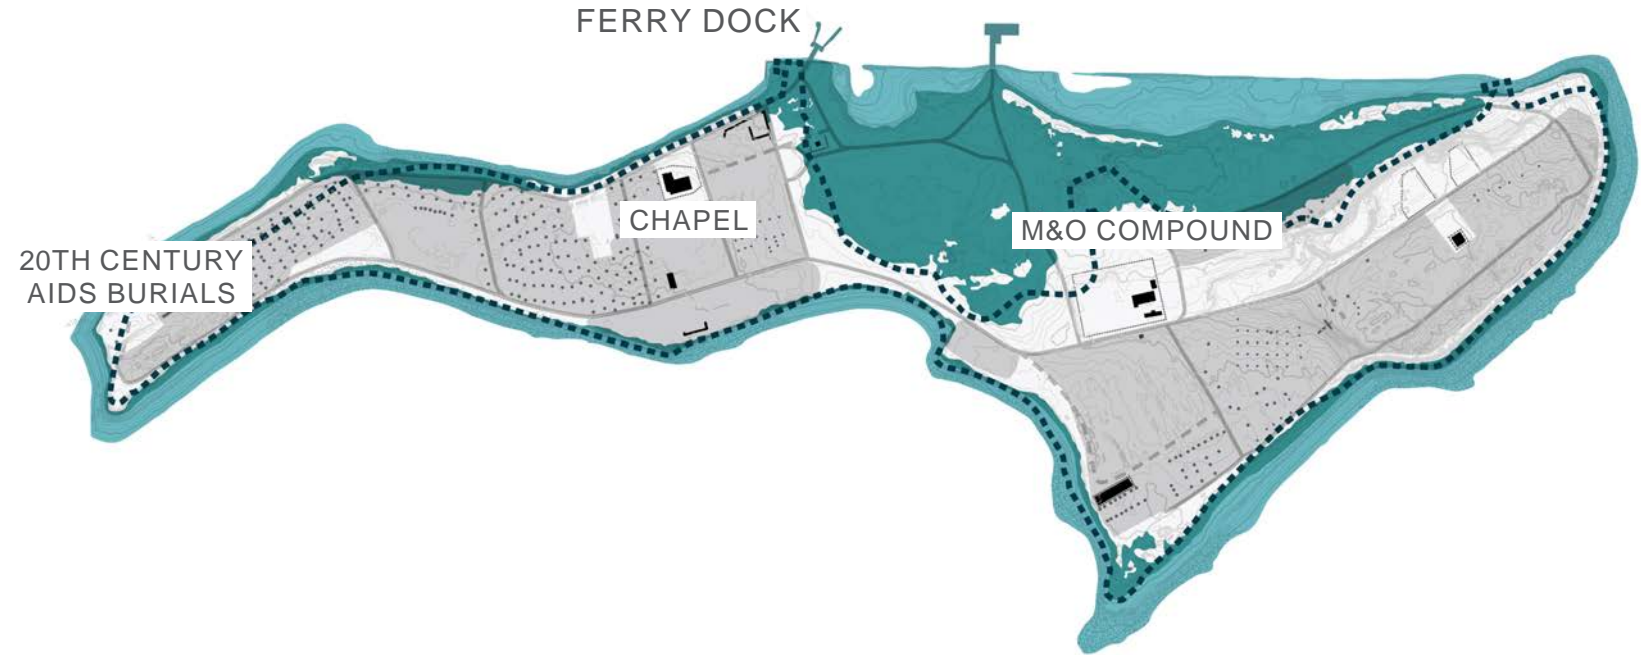 FERRY DOCK
CHAPEL
M&O COMPOUND
20TH CENTURY
AIDS BURIALS